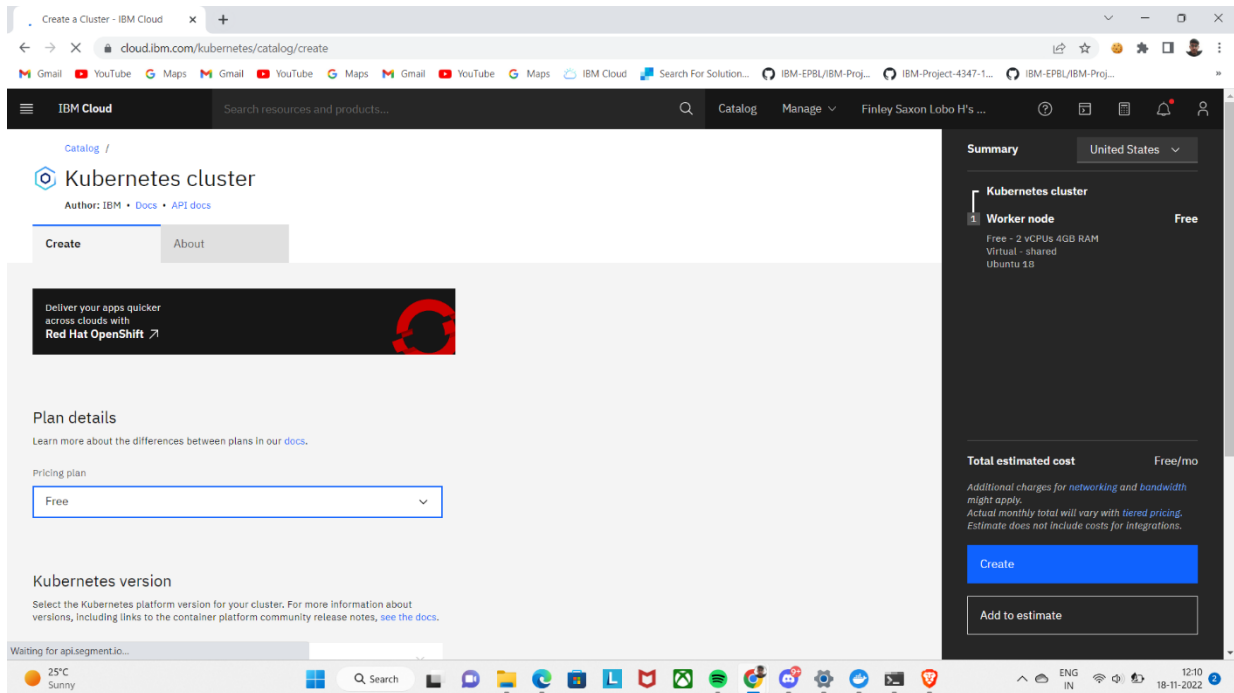 Create a Cluster - IBM Cloud
cloud.ibm.com/kubernetes/catalog/create
Gmail YouTube Maps Gmail YouTube Maps Gmail YouTube Maps IBM Cloud Search For Solution... IBM-EPBL/IBM-Proj... IBM-Project-4347-1... IBM-EPBL/IBM-Proj... »
IBM Cloud Search resources and products... Catalog Manage Finley Saxon Lobo H's ...
Catalog /
Kubernetes cluster
Author: IBM • Docs • API docs
Create About
Deliver your apps quicker
across clouds with
Red Hat OpenShift
Plan details
Learn more about the differences between plans in our docs.
Pricing plan
Free
Kubernetes version
Select the Kubernetes platform version for your cluster. For more information about
versions, including links to the container platform community release notes, see the docs.
Waiting for api.segment.io...
Summary United States
Kubernetes cluster
1 Worker node Free
Free - 2 vCPUs 4GB RAM
Virtual - shared
Ubuntu 18
Total estimated cost Free/mo
Additional charges for networking and bandwidth
might apply.
Actual monthly total will vary with tiered pricing.
Estimate does not include costs for integrations.
Create
Add to estimate
25°C
Sunny
Search
ENG
IN
12:10
18-11-2022
2